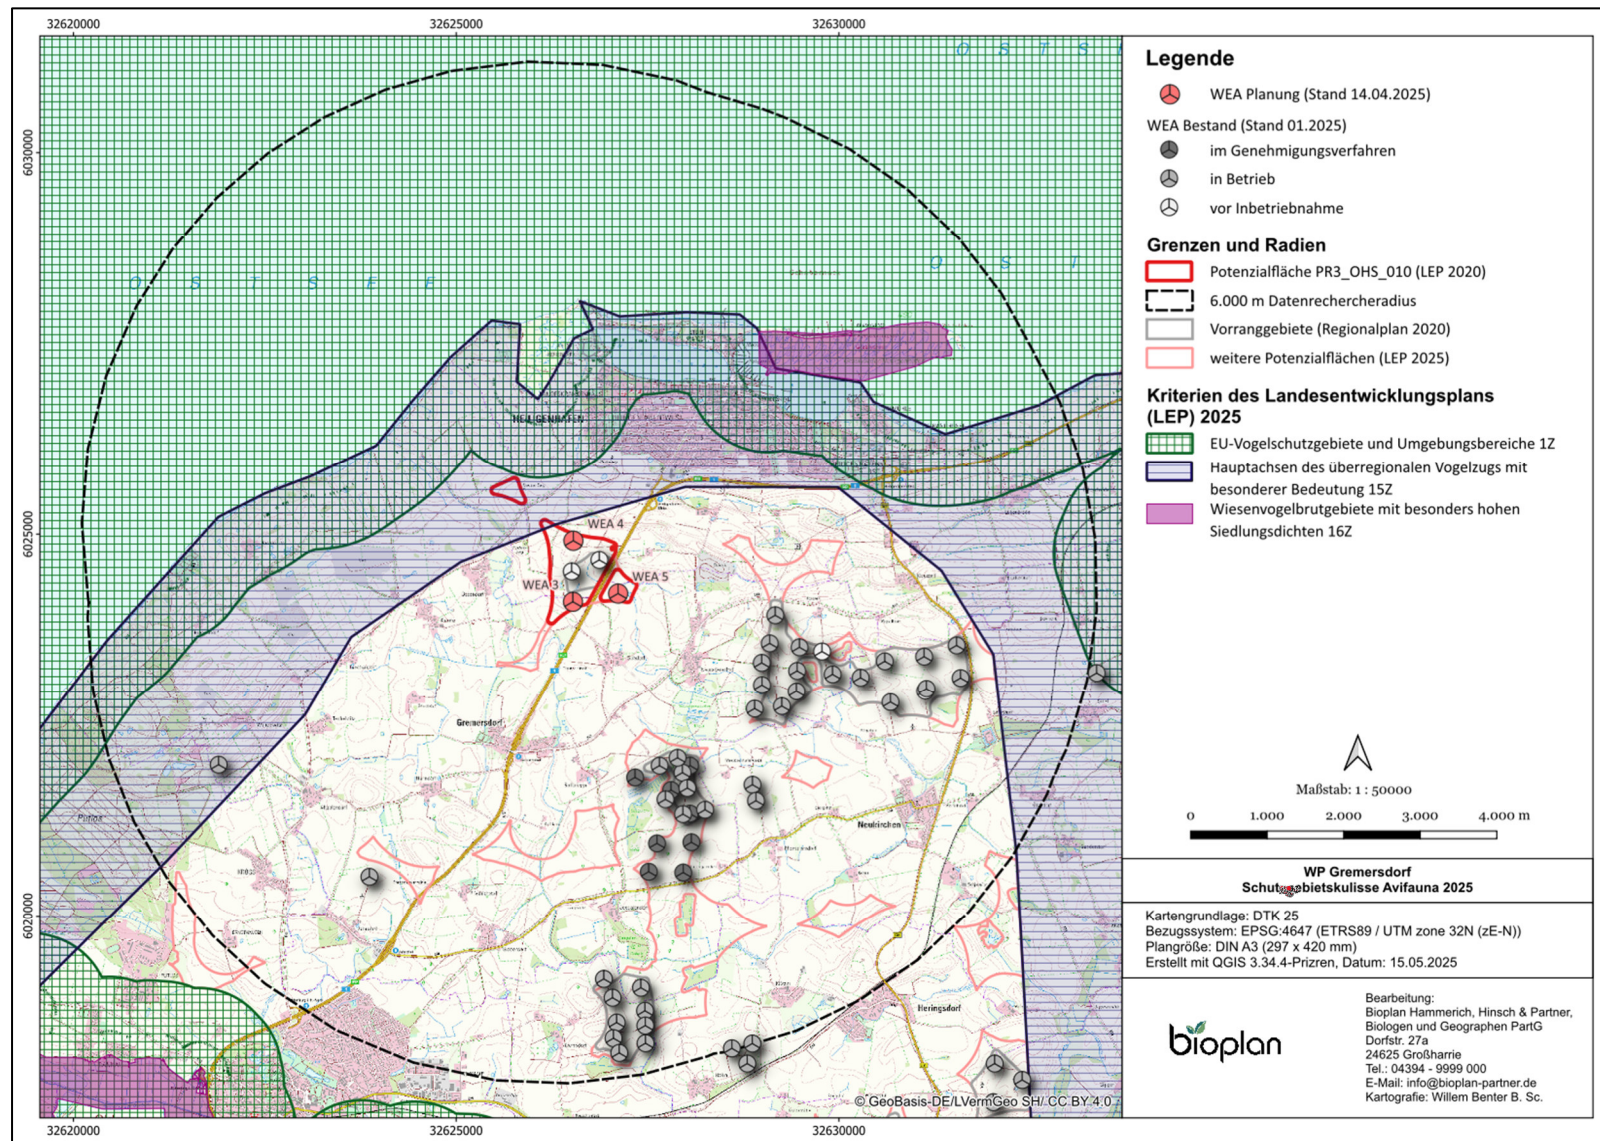 32620000
32625000
32630000
6030000
6025000
6020000
O S T S
O S T S E E
O S T
HEILIGENHAFEN
WEA 4
WEA 3
WEA 5
Gremersdorf
Neukirchen
Heringsdorf
© GeoBasis-DE/LVermGeo SH/ CC BY 4.0
32620000
32625000
32630000
Legende
WEA Planung (Stand 14.04.2025)
WEA Bestand (Stand 01.2025)
im Genehmigungsverfahren
in Betrieb
vor Inbetriebnahme
Grenzen und Radien
Potenzialfläche PR3_OHS_010 (LEP 2020)
6.000 m Datenrechercheradius
Vorranggebiete (Regionalplan 2020)
weitere Potenzialflächen (LEP 2025)
Kriterien des Landesentwicklungsplans
(LEP) 2025
EU-Vogelschutzgebiete und Umgebungsbereiche 1Z
Hauptachsen des überregionalen Vogelzugs mit
besonderer Bedeutung 15Z
Wiesenvogelbrutgebiete mit besonders hohen
Siedlungsdichten 16Z
Maßstab: 1 : 50000
0 1.000 2.000 3.000 4.000 m
WP Gremersdorf
Schutzgebietskulisse Avifauna 2025
Kartengrundlage: DTK 25
Bezugssystem: EPSG:4647 (ETRS89 / UTM zone 32N (zE-N))
Plangröße: DIN A3 (297 x 420 mm)
Erstellt mit QGIS 3.34.4-Prizren, Datum: 15.05.2025
bioplan
Bearbeitung:
Bioplan Hammerich, Hinsch & Partner,
Biologen und Geographen PartG
Dorfstr. 27a
24625 Großharrie
Tel.: 04394 - 9999 000
E-Mail: info@bioplan-partner.de
Kartografie: Willem Benter B. Sc.